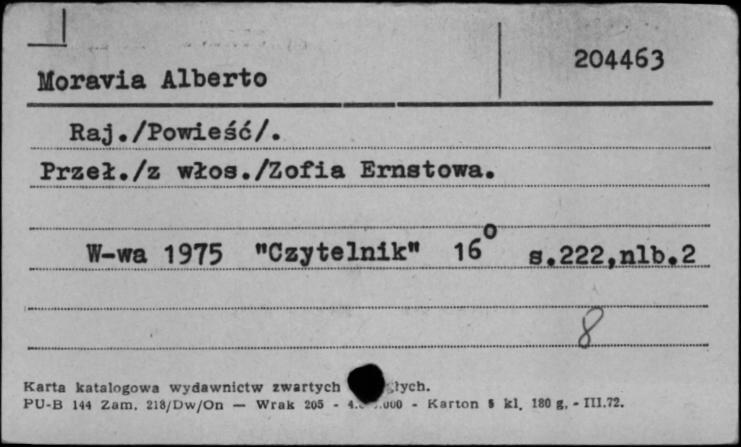 204463
Moravia Alberto
Raj./Powieść/.
Przeł./z włos./Zofia Ernstowa.
W-wa 1975 "Czytelnik" 16o s.222,nlb.2
8
Karta katalogowa wydawnictw zwartych
PU-B 144 Zam. 218/Dw/On — Wrak 205 - - Karton kl. 180 g. - III.72.